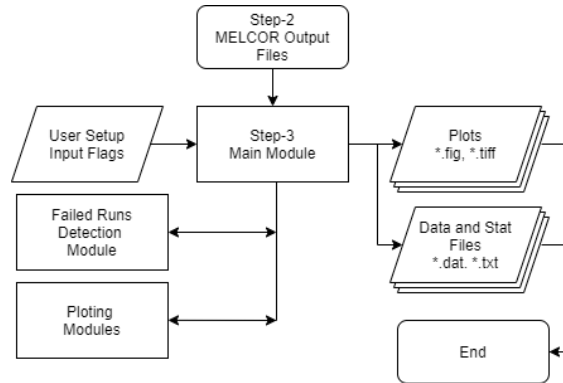 Step-2
MELCOR Output
Files
User Setup
Input Flags
Step-3
Main Module
Plots
*.fig, *.tiff
Failed Runs
Detection
Module
Data and Stat
Files
*.dat. *.txt
Ploting
Modules
End